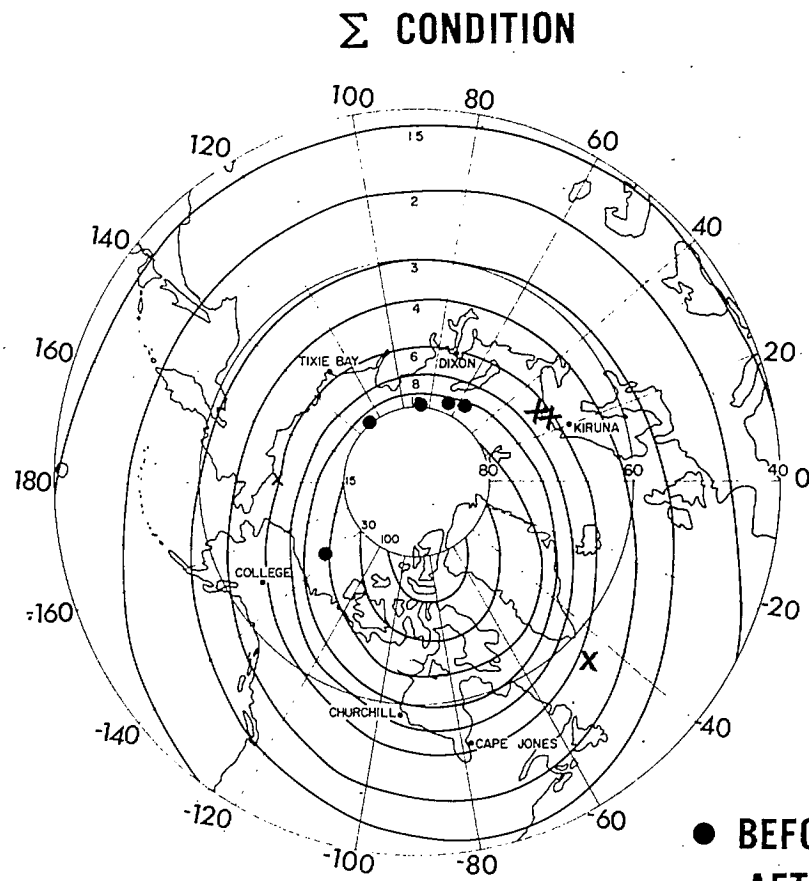 Σ CONDITION
100 80
120 60
140 40
160 20
180 0
-160 -20
-140 -40
-120 -60
-100 -80
15
2
3
4
6
8
15
30
100
80
60
40
TIXIE BAY
DIXON
KIRUNA
COLLEGE
CHURCHILL
CAPE JONES
X
x
● BEFO